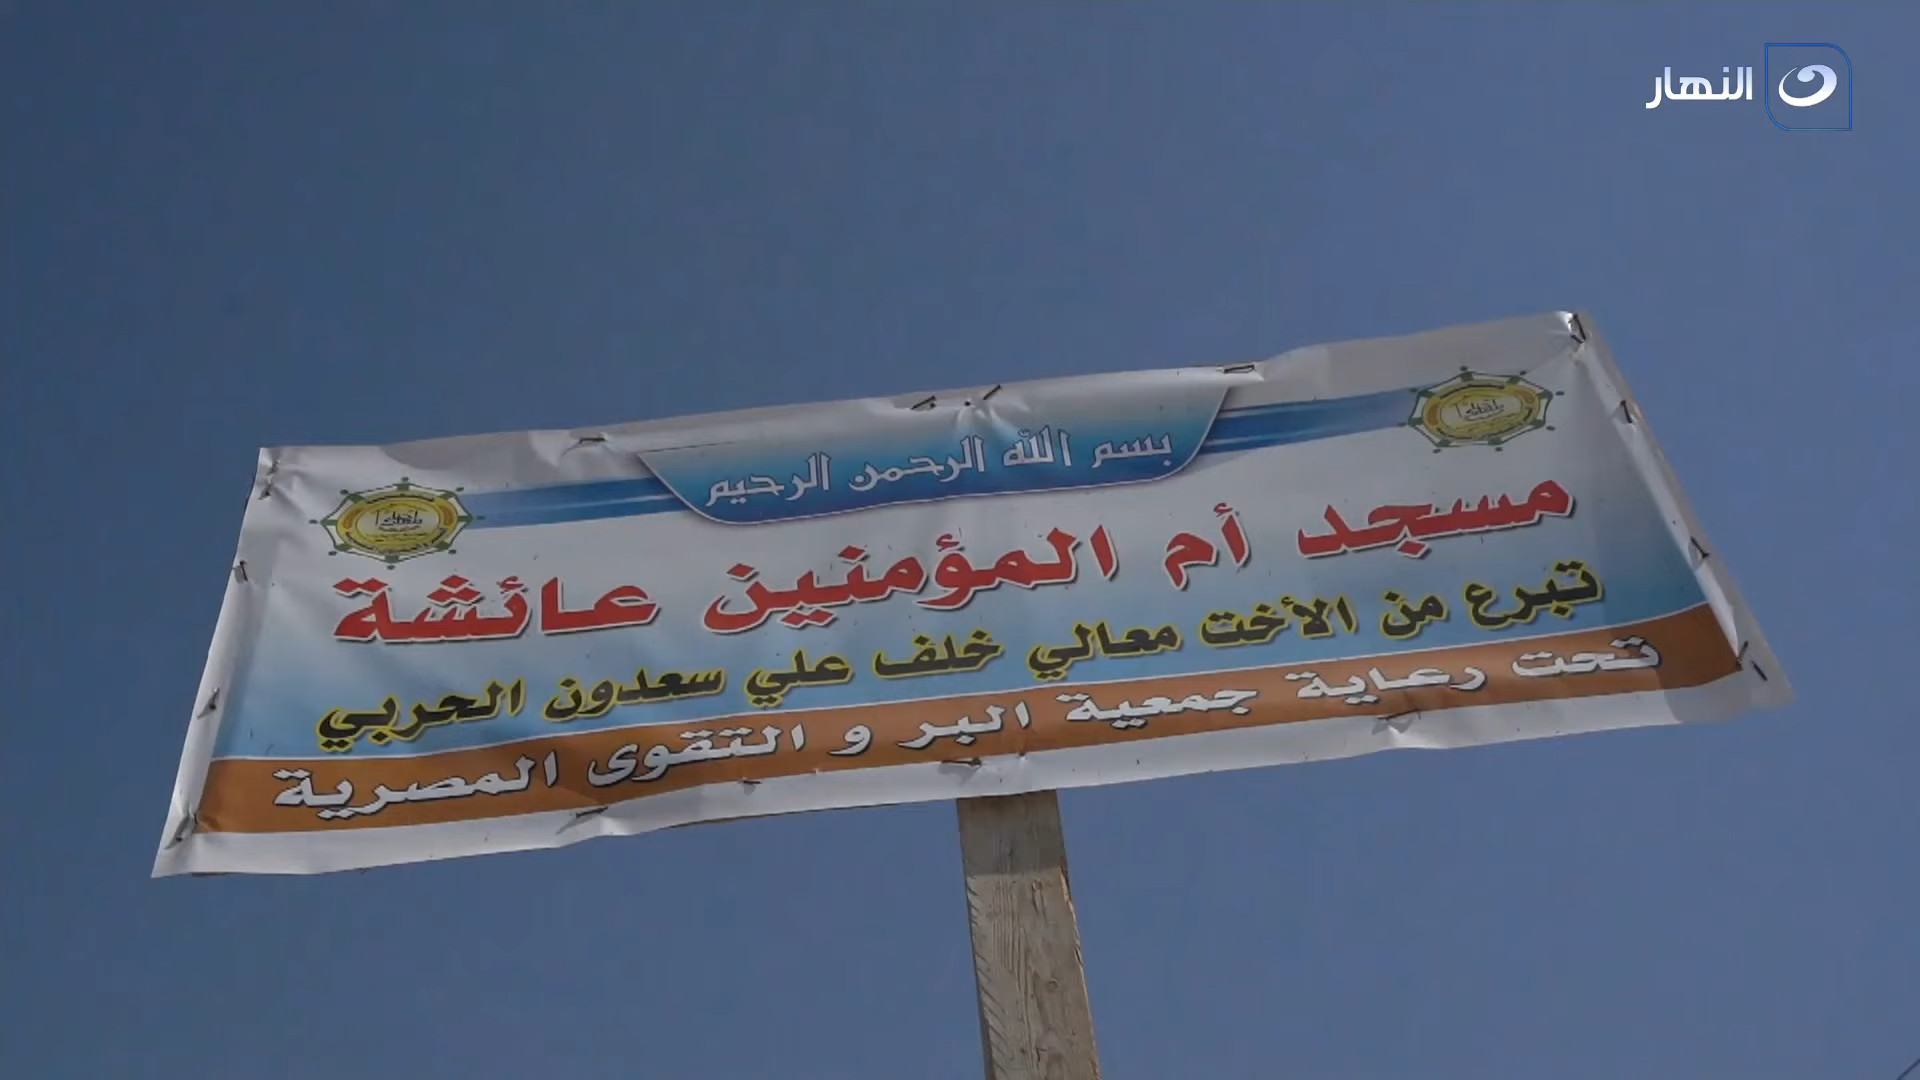 النهار
بسم الله الرحمن الرحيم
مسجد أم المؤمنين عائشة
تبرع من الأخت معالي خلف علي سعدون الحربي
تحت رعاية جمعية البر و التقوى المصرية